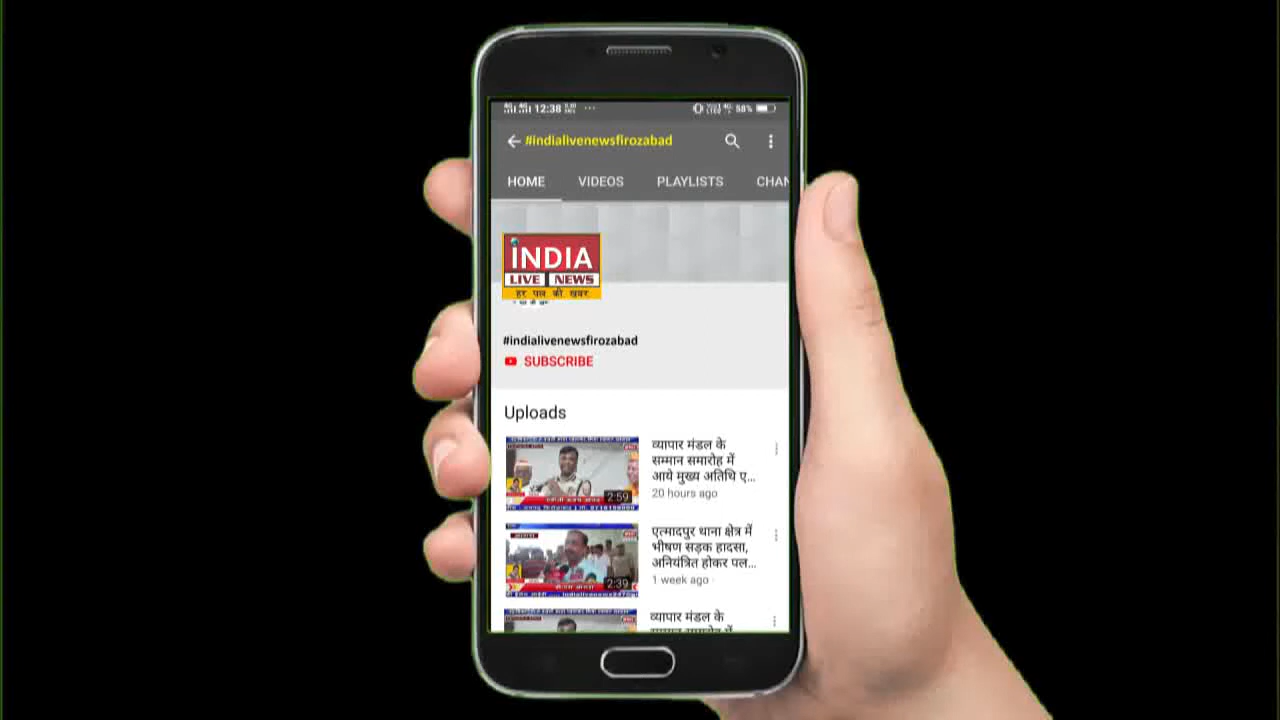 12:38 58%
#indialivenewsfirozabad
HOME VIDEOS PLAYLISTS CHAN
INDIA
LIVE NEWS
हर पल की खबर
#indialivenewsfirozabad
SUBSCRIBE
Uploads
व्यापार मंडल के
सम्मान समारोह में
आये मुख्य अतिथि ए...
20 hours ago
2:59
एत्मादपुर थाना क्षेत्र में
भीषण सड़क हादसा,
अनियंत्रित होकर पल...
1 week ago
2:39
व्यापार मंडल के